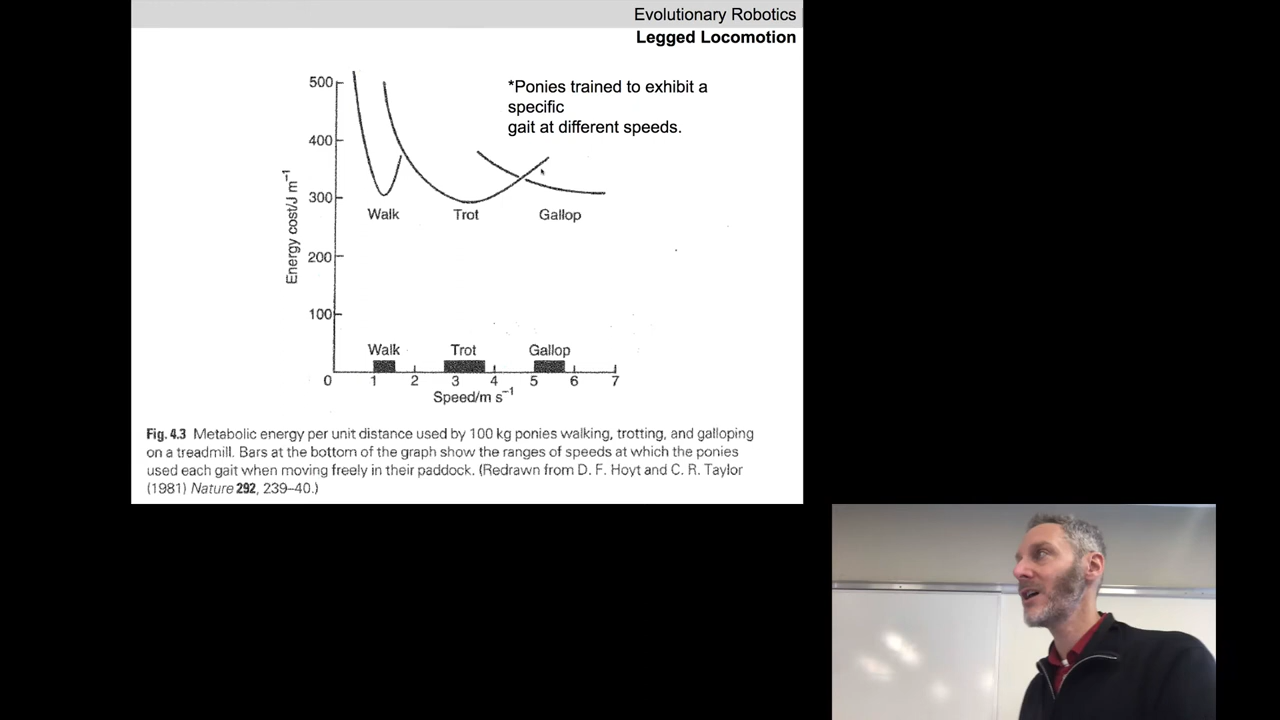 Evolutionary Robotics
Legged Locomotion
*Ponies trained to exhibit a
specific
gait at different speeds.
500
400
300
200
100
Energy cost/J m⁻¹
Walk Trot Gallop
Walk Trot Gallop
0 1 2 3 4 5 6 7
Speed/m s⁻¹
Fig. 4.3 Metabolic energy per unit distance used by 100 kg ponies walking, trotting, and galloping
on a treadmill. Bars at the bottom of the graph show the ranges of speeds at which the ponies
used each gait when moving freely in their paddock. (Redrawn from D. F. Hoyt and C. R. Taylor
(1981) Nature 292, 239–40.)